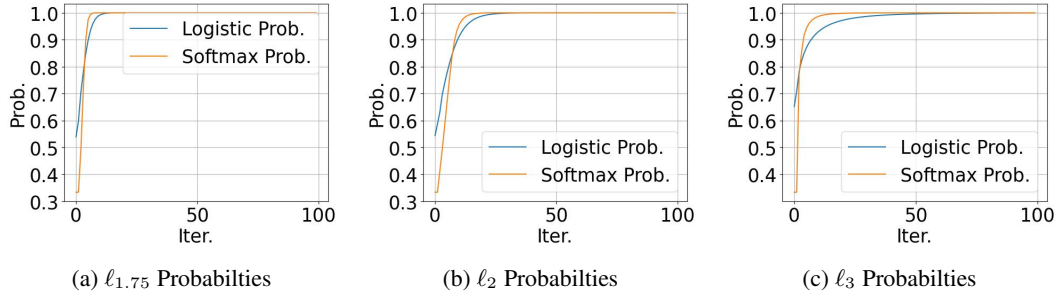 1.0
0.9
0.8
0.7
0.6
0.5
0.4
0.3
Prob.
Logistic Prob.
Softmax Prob.
0
50
100
Iter.
(a) ℓ1.75 Probabilties
1.0
0.9
0.8
0.7
0.6
0.5
0.4
0.3
Prob.
Logistic Prob.
Softmax Prob.
0
50
100
Iter.
(b) ℓ2 Probabilties
1.0
0.9
0.8
0.7
0.6
0.5
0.4
Prob.
Logistic Prob.
Softmax Prob.
0
50
100
Iter.
(c) ℓ3 Probabilties